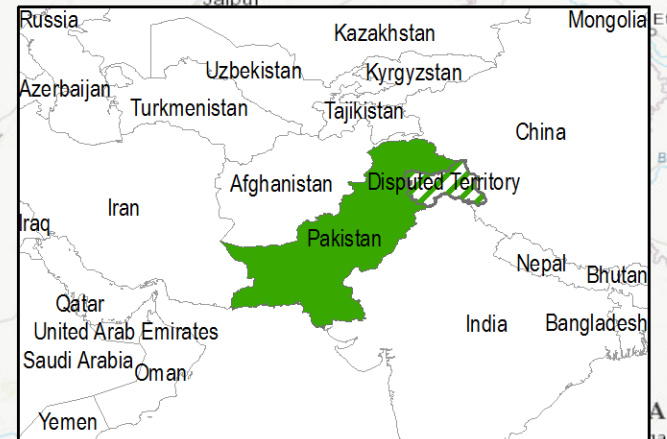 Russia
Mongolia
Kazakhstan
Uzbekistan
Kyrgyzstan
Azerbaijan
Turkmenistan
Tajikistan
China
Afghanistan
Disputed Territory
Iran
Iraq
Pakistan
Nepal
Bhutan
Qatar
United Arab Emirates
India
Bangladesh
Saudi Arabia
Oman
Yemen